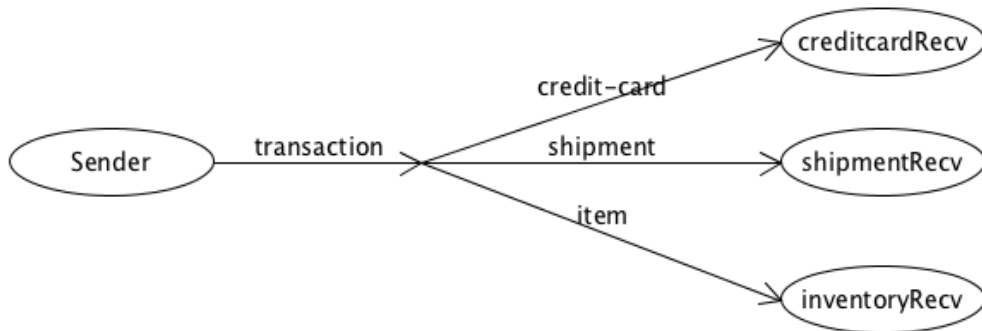 creditcardRecv
credit-card
Sender
transaction
shipment
shipmentRecv
item
inventoryRecv